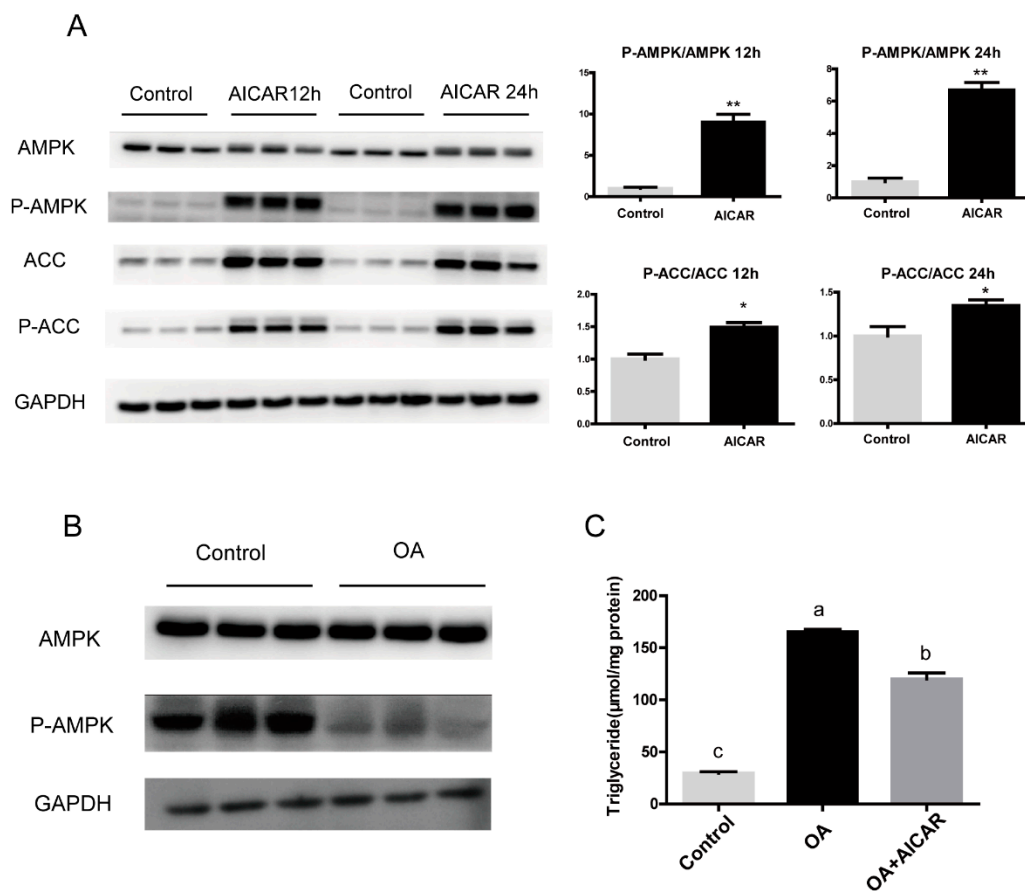 A
Control AICAR12h Control AICAR 24h
AMPK
P-AMPK
ACC
P-ACC
GAPDH
P-AMPK/AMPK 12h
15
10
5
0
**
Control AICAR
P-AMPK/AMPK 24h
8
6
4
2
0
**
Control AICAR
P-ACC/ACC 12h
2.0
1.5
1.0
0.5
0.0
*
Control AICAR
P-ACC/ACC 24h
1.5
1.0
0.5
0.0
*
Control AICAR
B
Control OA
AMPK
P-AMPK
GAPDH
C
Triglyceride(μmol/mg protein)
200
150
100
50
0
c a b
Control OA OA+AICAR